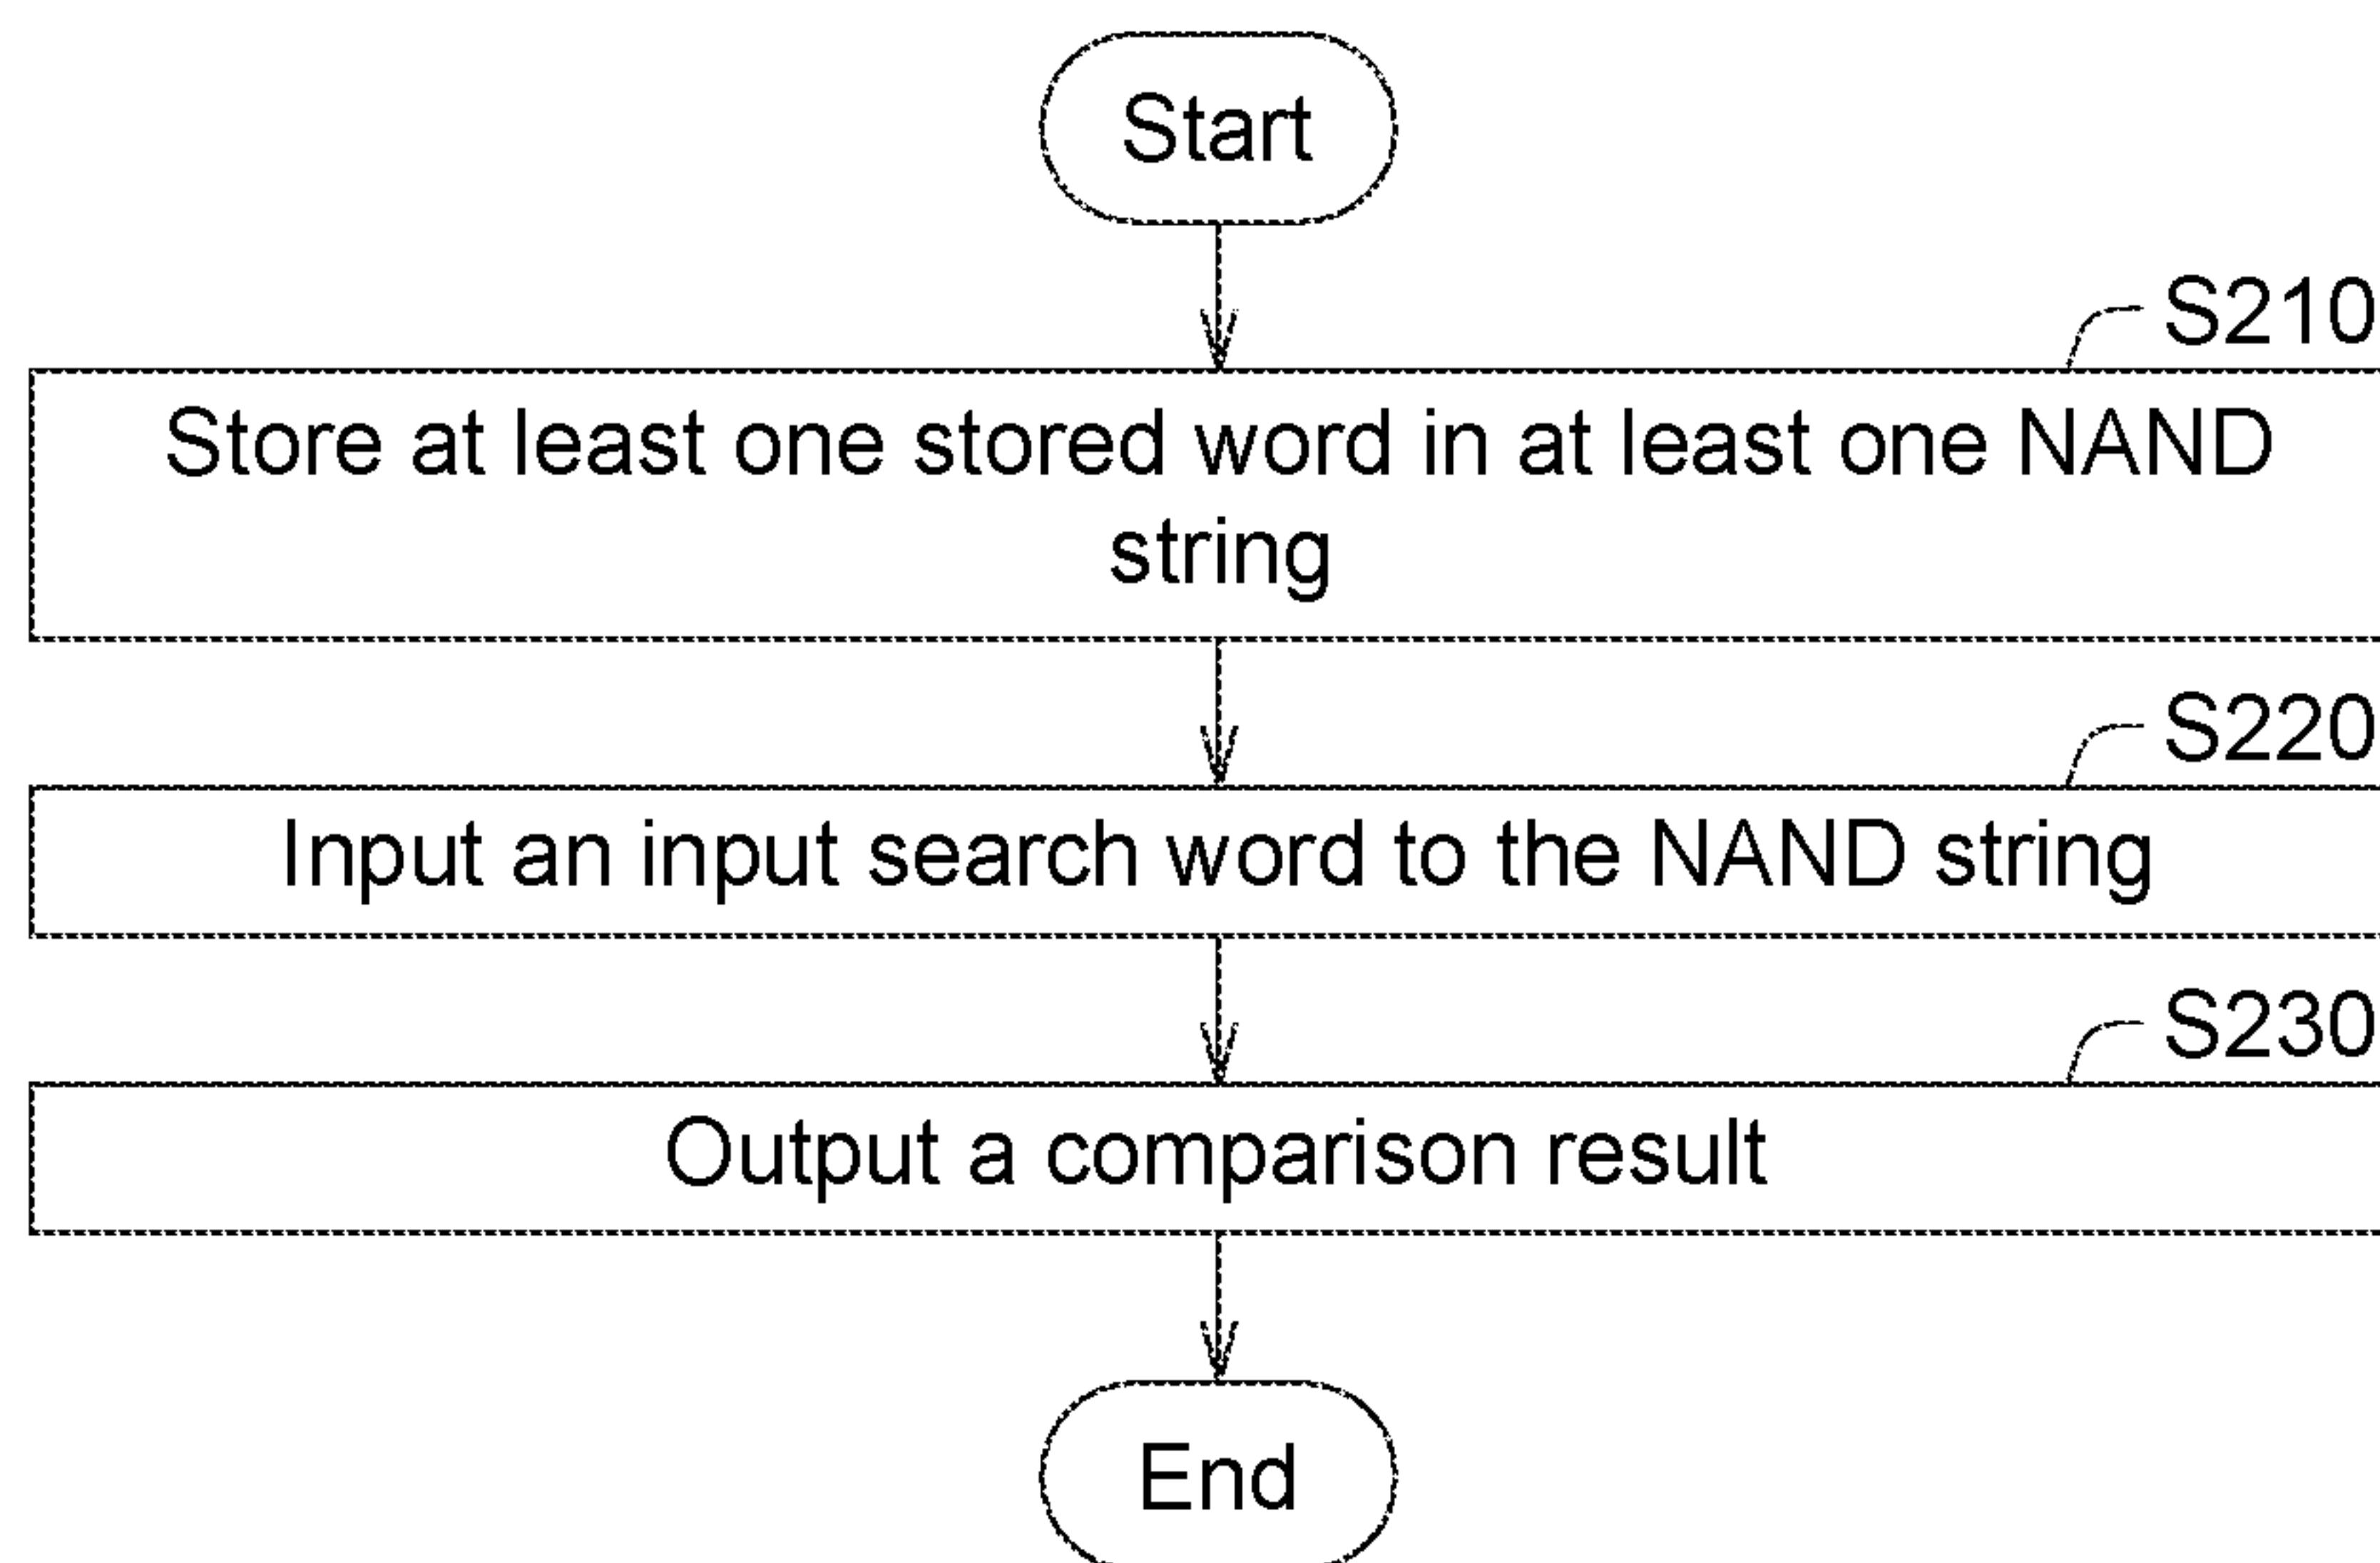 Start
S210
Store at least one stored word in at least one NAND
string
S220
Input an input search word to the NAND string
S230
Output a comparison result
End